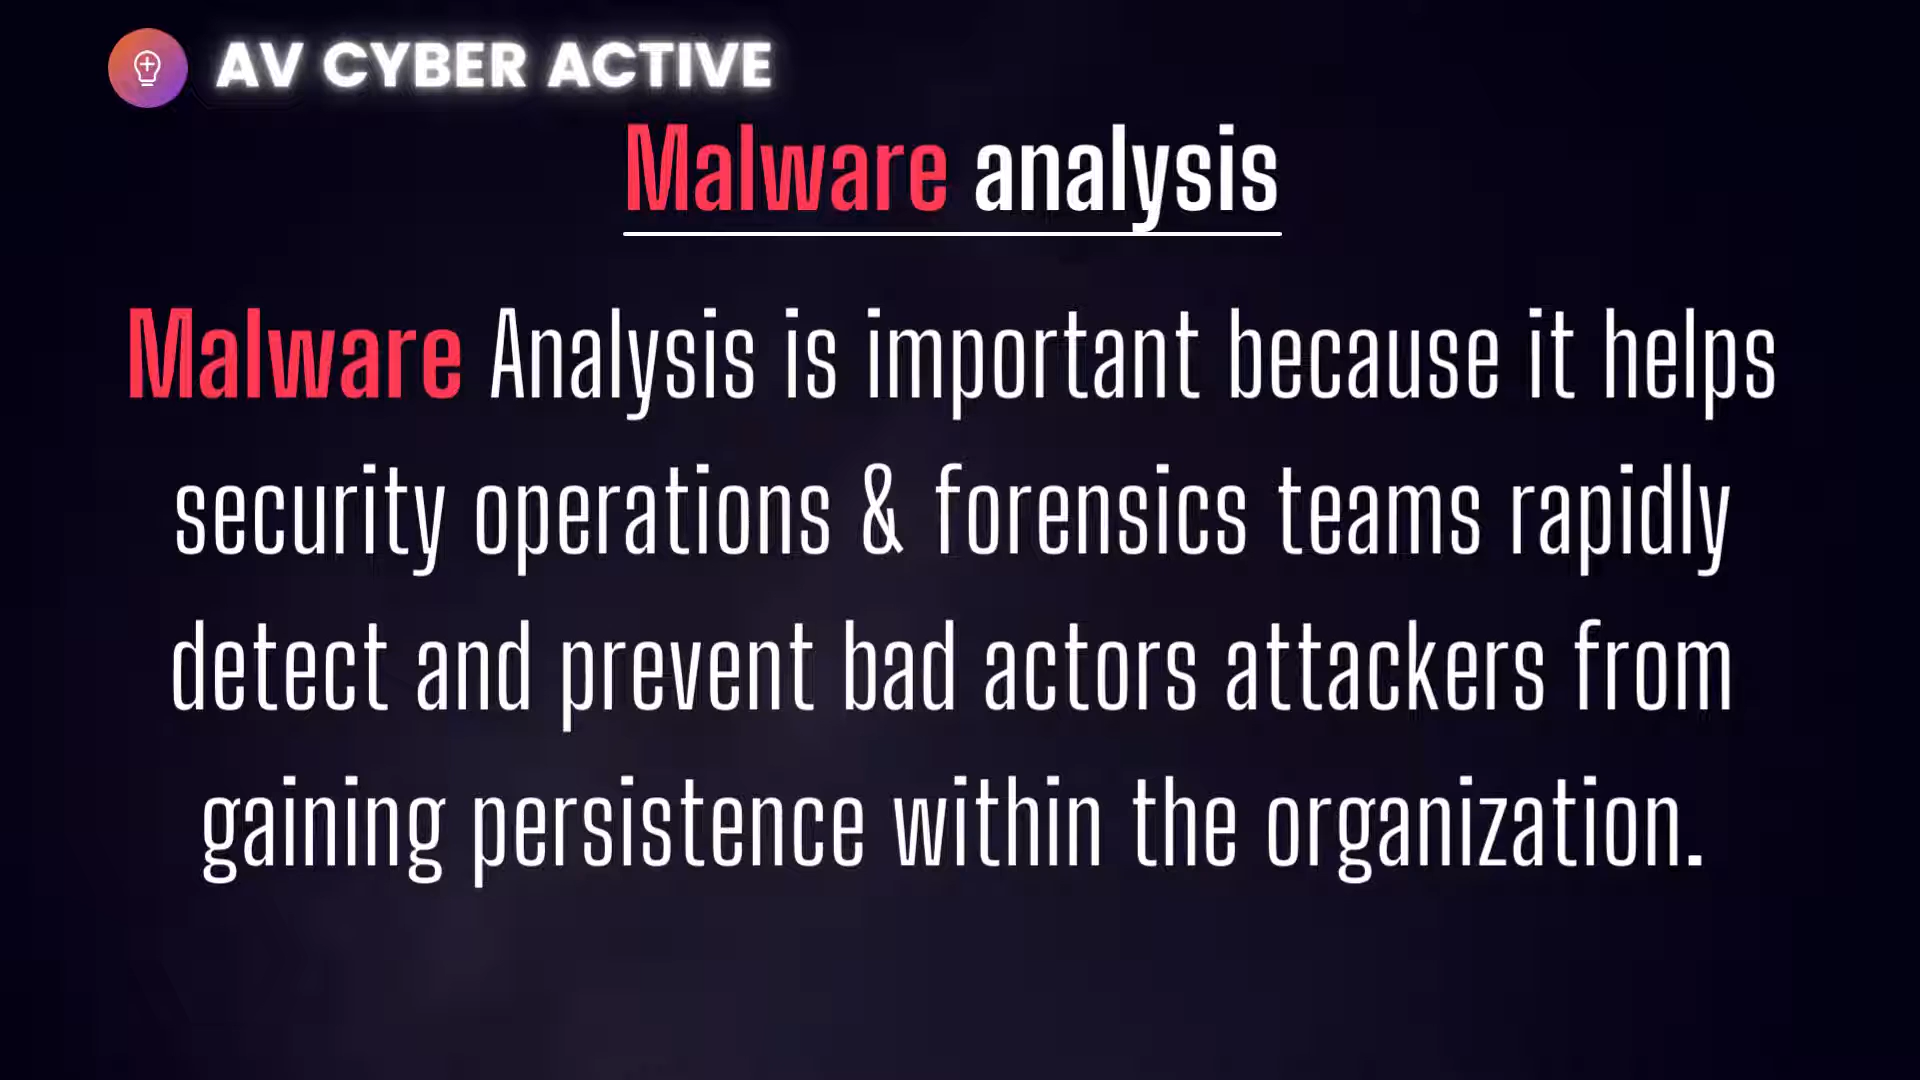 AV CYBER ACTIVE
Malware analysis
Malware Analysis is important because it helps
security operations & forensics teams rapidly
detect and prevent bad actors attackers from
gaining persistence within the organization.